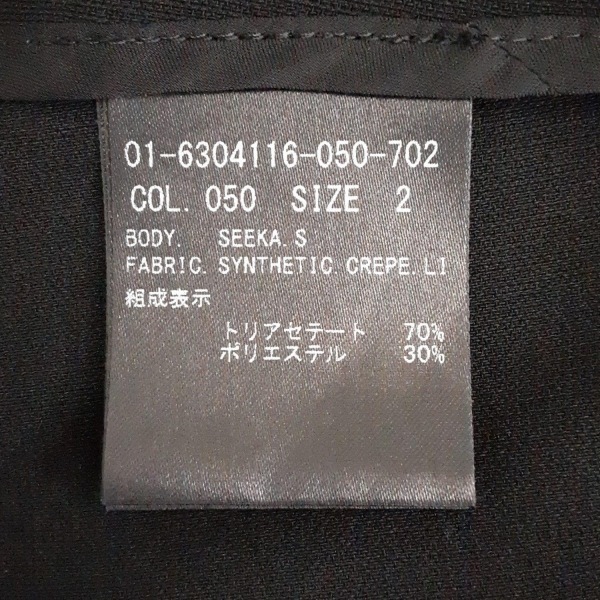 01-6304116-050-702
COL. 050 SIZE 2
BODY. SEEKA.S
FABRIC. SYNTHETIC.CREPE.LI
組成表示
トリアセテート 70%
ポリエステル 30%